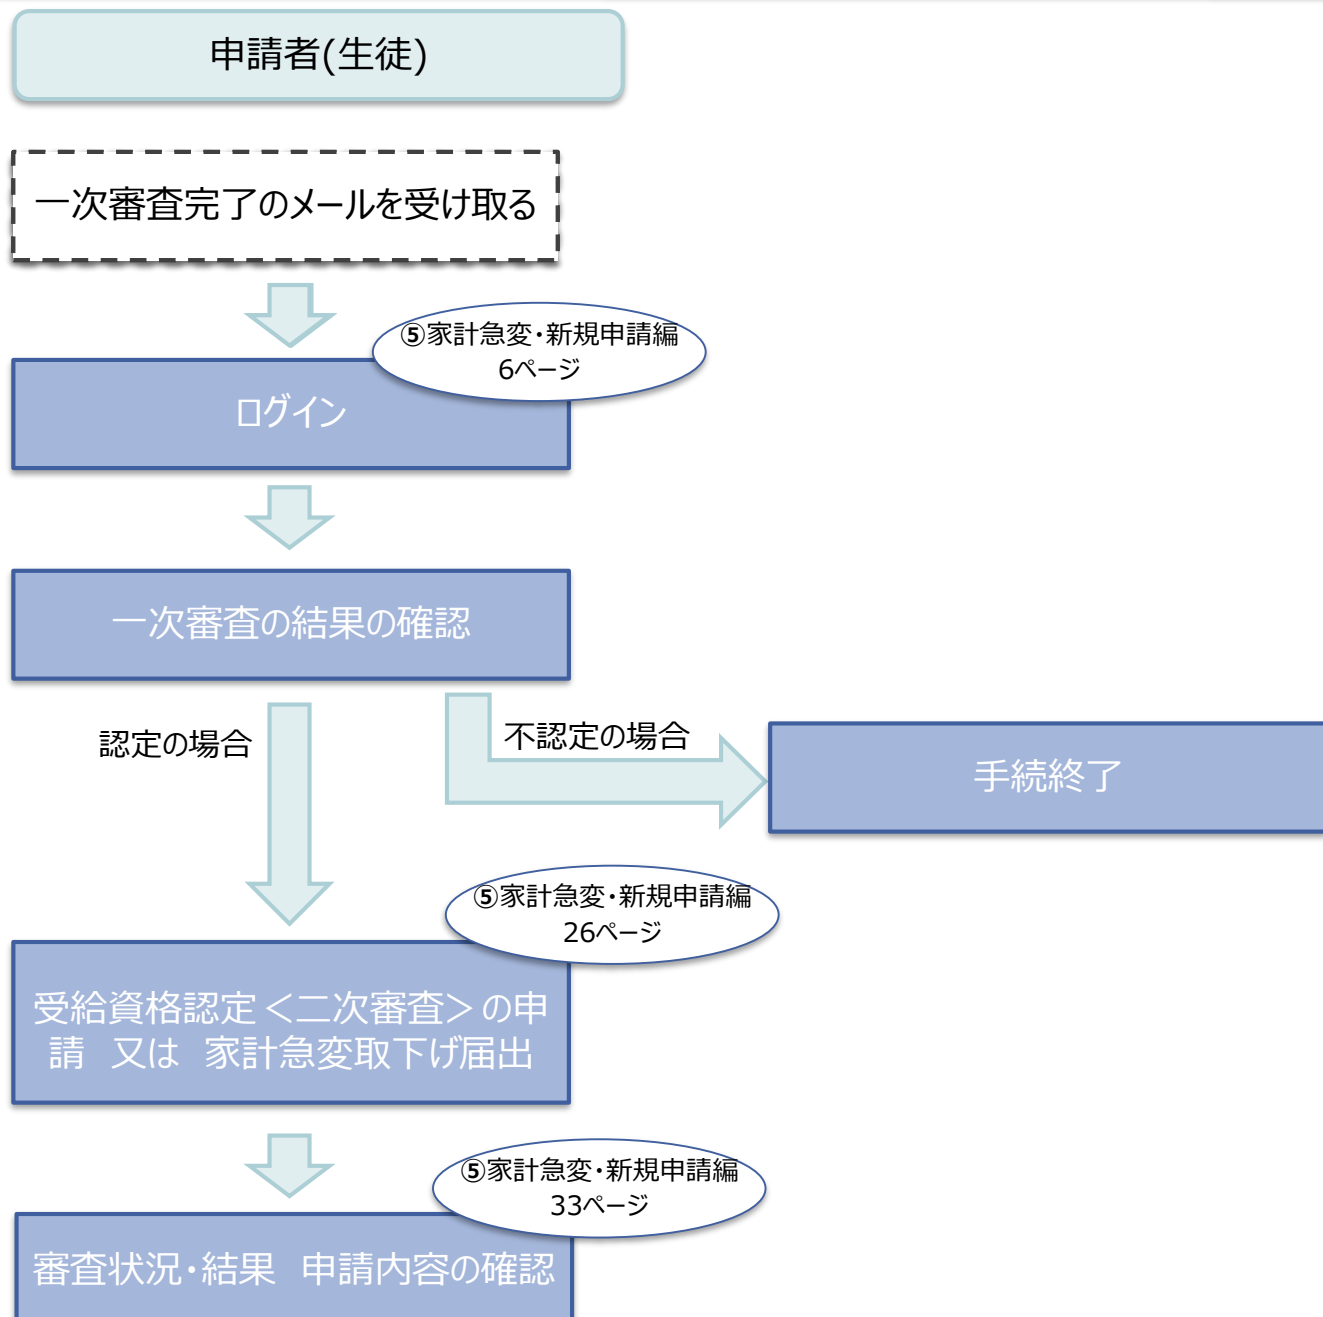 申請者(生徒)
一次審査完了のメールを受け取る
⑤家計急変・新規申請編
6ページ
ログイン
一次審査の結果の確認
認定の場合
不認定の場合
手続終了
⑤家計急変・新規申請編
26ページ
受給資格認定＜二次審査＞の申
請　又は　家計急変取下げ届出
⑤家計急変・新規申請編
33ページ
審査状況・結果　申請内容の確認